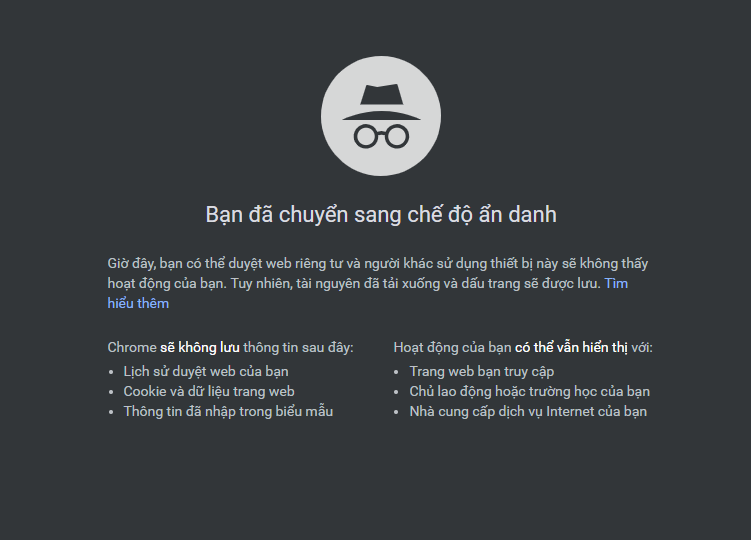 Bạn đã chuyển sang chế độ ẩn danh
Giờ đây, bạn có thể duyệt web riêng tư và người khác sử dụng thiết bị này sẽ không thấy
hoạt động của bạn. Tuy nhiên, tài nguyên đã tải xuống và dấu trang sẽ được lưu. Tìm
hiểu thêm
Chrome sẽ không lưu thông tin sau đây:
• Lịch sử duyệt web của bạn
• Cookie và dữ liệu trang web
• Thông tin đã nhập trong biểu mẫu
Hoạt động của bạn có thể vẫn hiển thị với:
• Trang web bạn truy cập
• Chủ lao động hoặc trường học của bạn
• Nhà cung cấp dịch vụ Internet của bạn